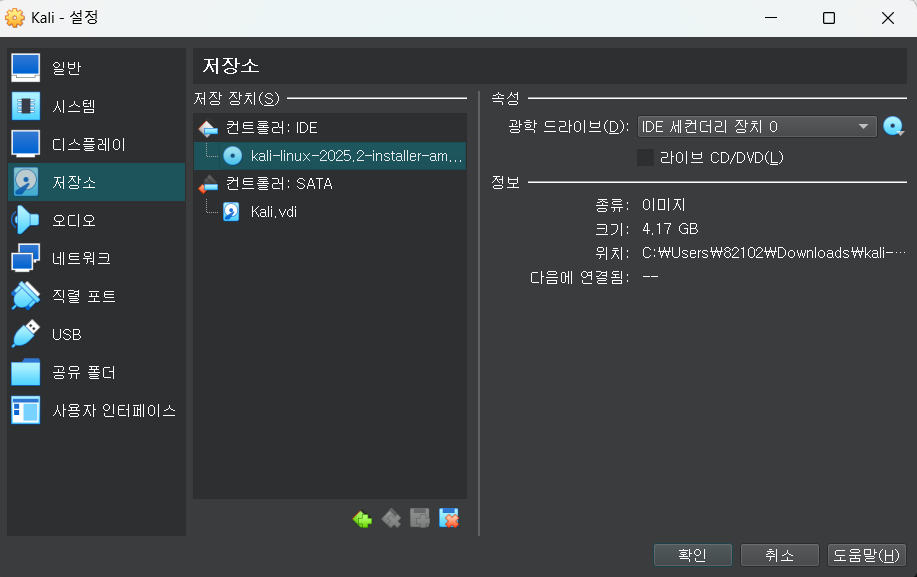 Kali - 설정
일반
시스템
디스플레이
저장소
오디오
네트워크
직렬 포트
USB
공유 폴더
사용자 인터페이스
저장소
저장 장치(S)
컨트롤러: IDE
kali-linux-2025.2-installer-am...
컨트롤러: SATA
Kali.vdi
속성
광학 드라이브(D): IDE 세컨더리 장치 0
라이브 CD/DVD(L)
정보
종류: 이미지
크기: 4.17 GB
위치: C:₩Users₩82102₩Downloads₩kali-···
다음에 연결됨: --
확인 취소 도움말(H)